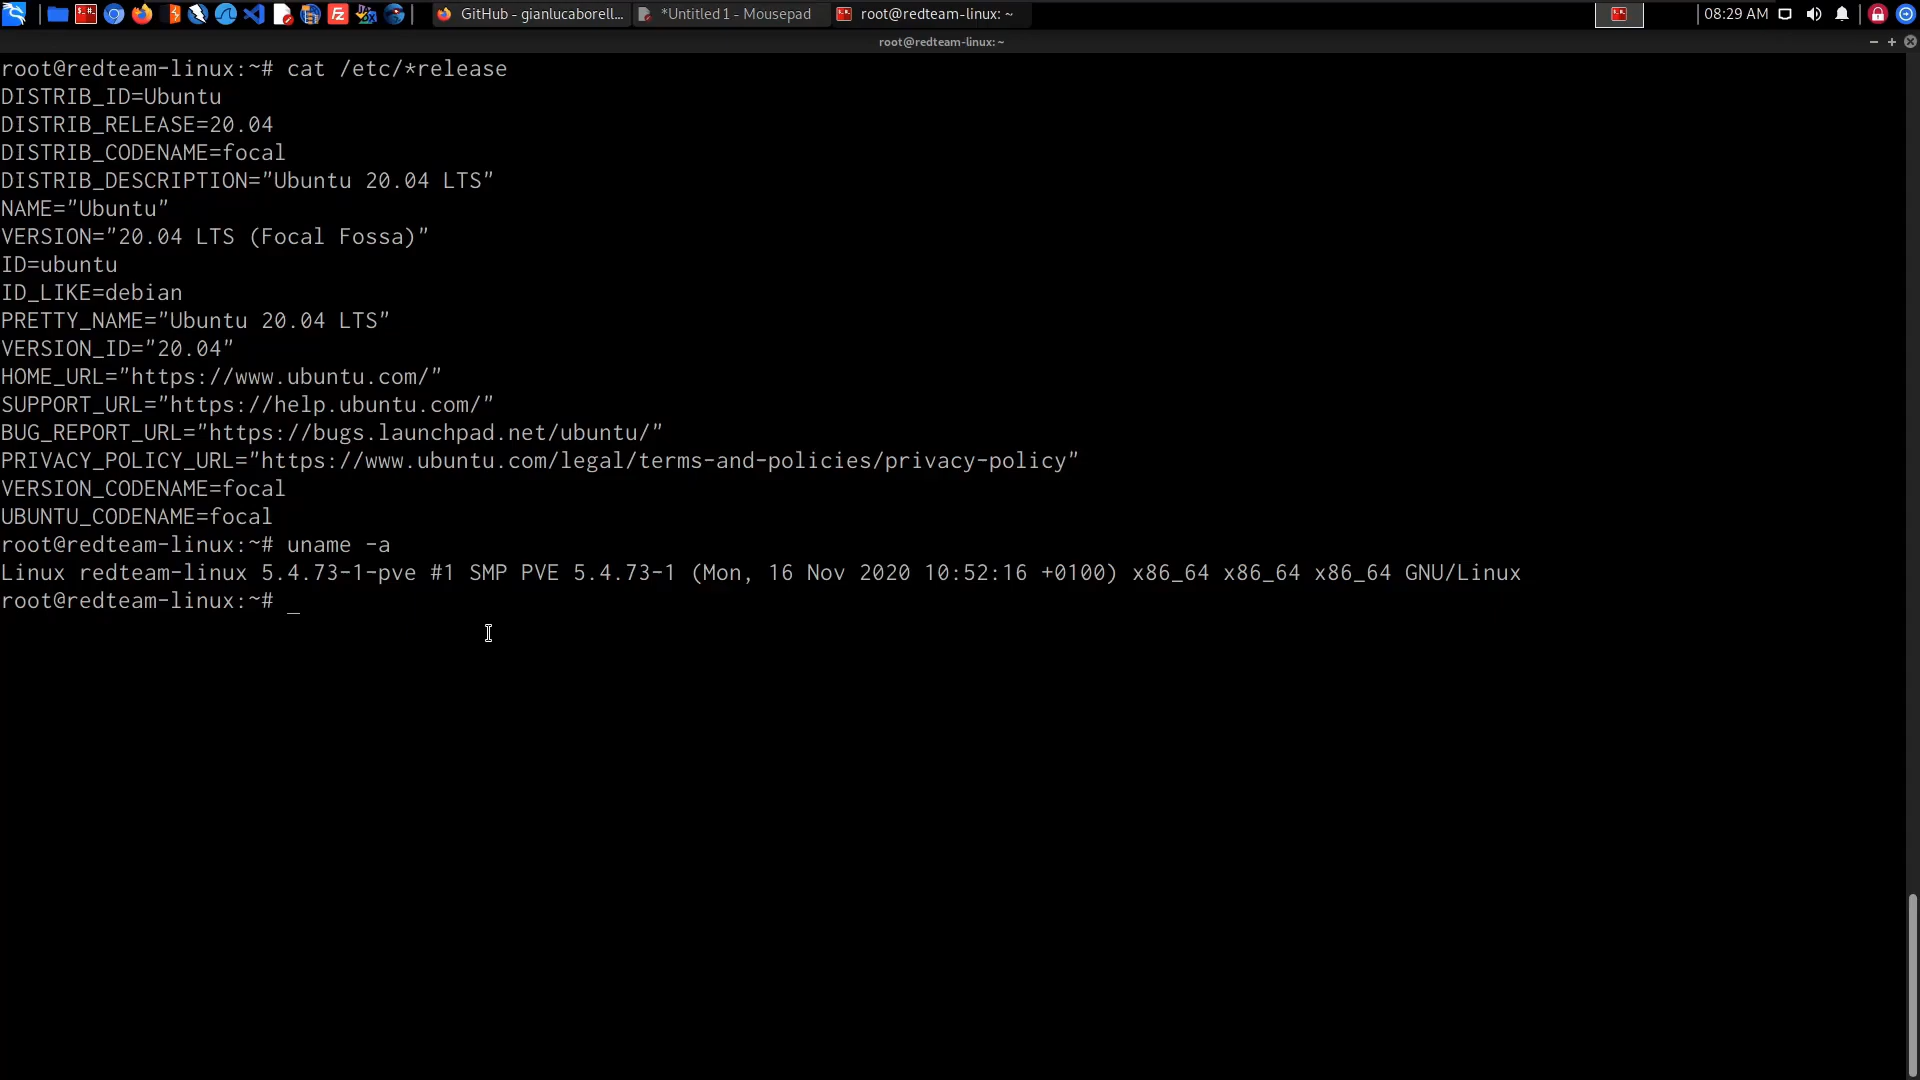 GitHub - gianlucaborell...
*Untitled 1 - Mousepad
root@redteam-linux: ~
08:29 AM
root@redteam-linux: ~
root@redteam-linux:~# cat /etc/*release
DISTRIB_ID=Ubuntu
DISTRIB_RELEASE=20.04
DISTRIB_CODENAME=focal
DISTRIB_DESCRIPTION="Ubuntu 20.04 LTS"
NAME="Ubuntu"
VERSION="20.04 LTS (Focal Fossa)"
ID=ubuntu
ID_LIKE=debian
PRETTY_NAME="Ubuntu 20.04 LTS"
VERSION_ID="20.04"
HOME_URL="https://www.ubuntu.com/"
SUPPORT_URL="https://help.ubuntu.com/"
BUG_REPORT_URL="https://bugs.launchpad.net/ubuntu/"
PRIVACY_POLICY_URL="https://www.ubuntu.com/legal/terms-and-policies/privacy-policy"
VERSION_CODENAME=focal
UBUNTU_CODENAME=focal
root@redteam-linux:~# uname -a
Linux redteam-linux 5.4.73-1-pve #1 SMP PVE 5.4.73-1 (Mon, 16 Nov 2020 10:52:16 +0100) x86_64 x86_64 x86_64 GNU/Linux
root@redteam-linux:~# _